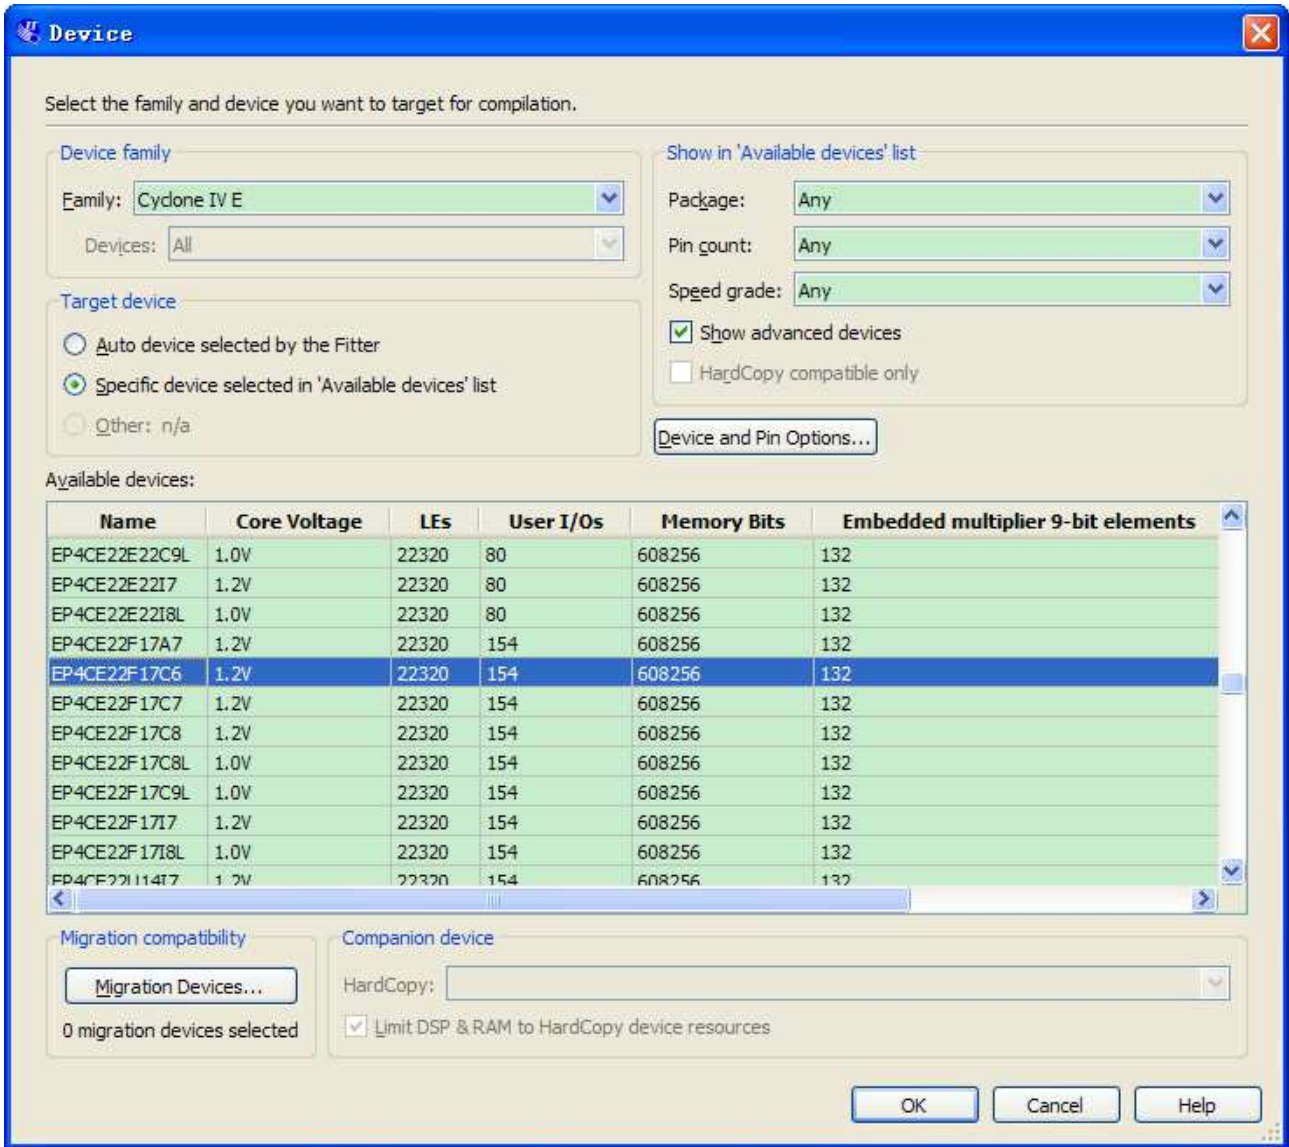 Device
Select the family and device you want to target for compilation.
Device family
Family: Cyclone IV E
Devices: All
Show in 'Available devices' list
Package: Any
Pin count: Any
Speed grade: Any
Show advanced devices
HardCopy compatible only
Target device
Auto device selected by the Fitter
Specific device selected in 'Available devices' list
Other: n/a
Device and Pin Options...
Available devices:
Name Core Voltage LEs User I/Os Memory Bits Embedded multiplier 9-bit elements
EP4CE22E22C9L 1.0V 22320 80 608256 132
EP4CE22E22I7 1.2V 22320 80 608256 132
EP4CE22E22I8L 1.0V 22320 80 608256 132
EP4CE22F17A7 1.2V 22320 154 608256 132
EP4CE22F17C6 1.2V 22320 154 608256 132
EP4CE22F17C7 1.2V 22320 154 608256 132
EP4CE22F17C8 1.2V 22320 154 608256 132
EP4CE22F17C8L 1.0V 22320 154 608256 132
EP4CE22F17C9L 1.0V 22320 154 608256 132
EP4CE22F17I7 1.2V 22320 154 608256 132
EP4CE22F17I8L 1.0V 22320 154 608256 132
EP4CE22U14I7 1.2V 22320 154 608256 132
Migration compatibility
Migration Devices...
0 migration devices selected
Companion device
HardCopy:
Limit DSP & RAM to HardCopy device resources
OK Cancel Help